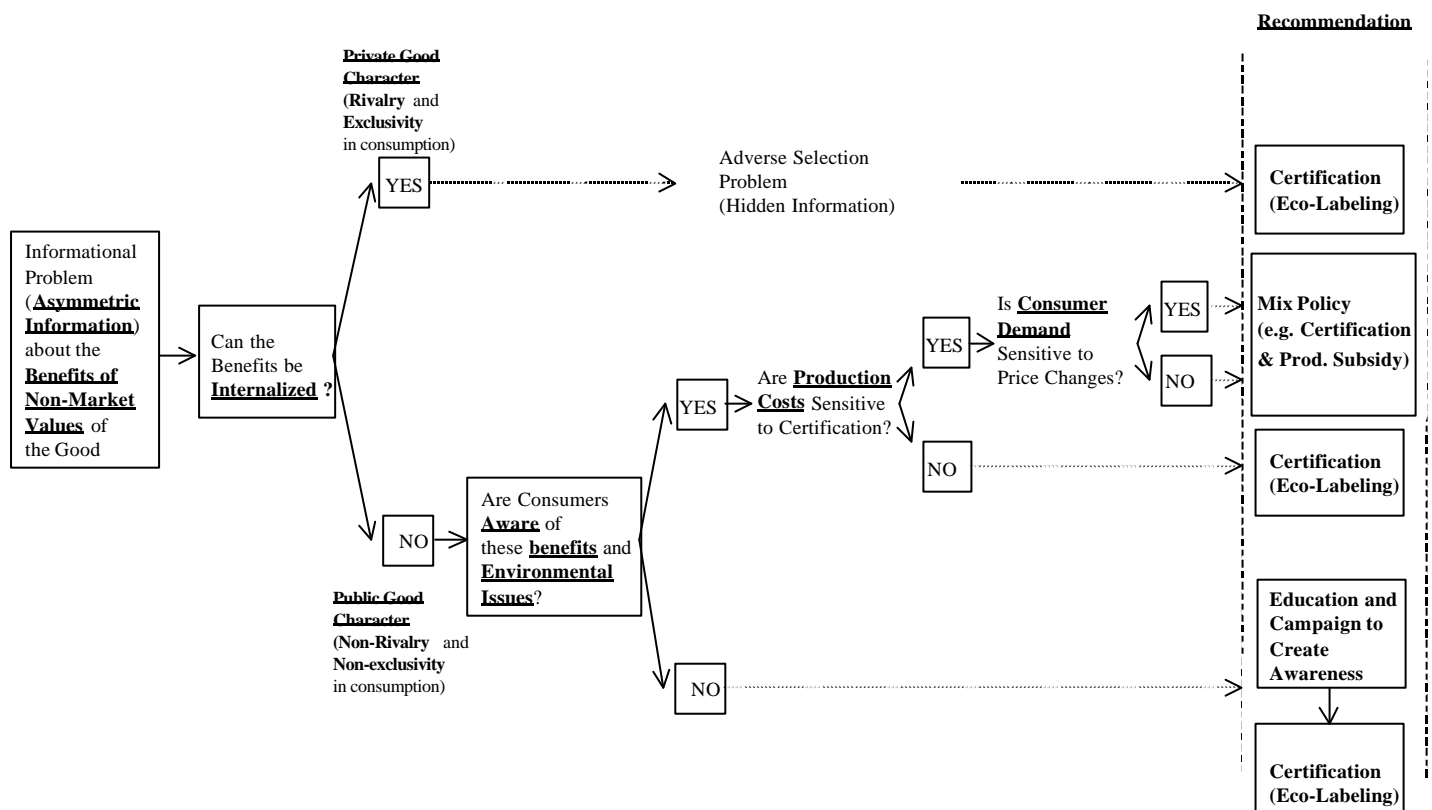 Recommendation
Private Good
Character
(Rivalry and
Exclusivity
in consumption)
YES
Adverse Selection
Problem
(Hidden Information)
Certification
(Eco-Labeling)
Informational
Problem
(Asymmetric
Information)
about the
Benefits of
Non-Market
Values of
the Good
Can the
Benefits be
Internalized ?
NO
Public Good
Character
(Non-Rivalry and
Non-exclusivity
in consumption)
Are Consumers
Aware of
these benefits and
Environmental
Issues?
YES
Are Production
Costs Sensitive
to Certification?
YES
Is Consumer
Demand
Sensitive to
Price Changes?
YES
NO
Mix Policy
(e.g. Certification
& Prod. Subsidy)
NO
Certification
(Eco-Labeling)
NO
Education and
Campaign to
Create
Awareness
Certification
(Eco-Labeling)